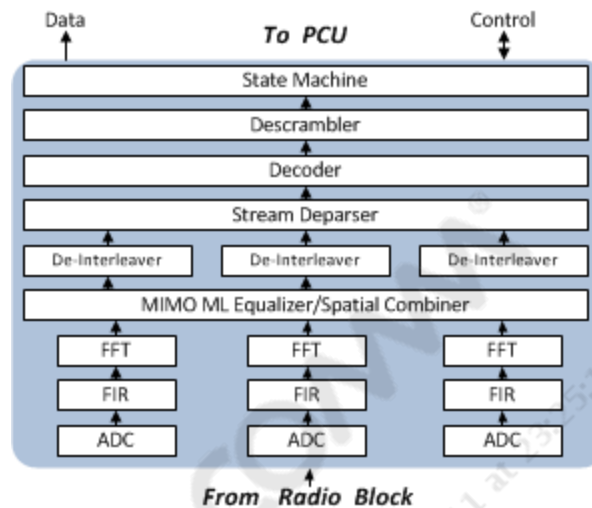 Data To PCU Control
State Machine
Descrambler
Decoder
Stream Deparser
De-Interleaver De-Interleaver De-Interleaver
MIMO ML Equalizer/Spatial Combiner
FFT FFT FFT
FIR FIR FIR
ADC ADC ADC
From Radio Block